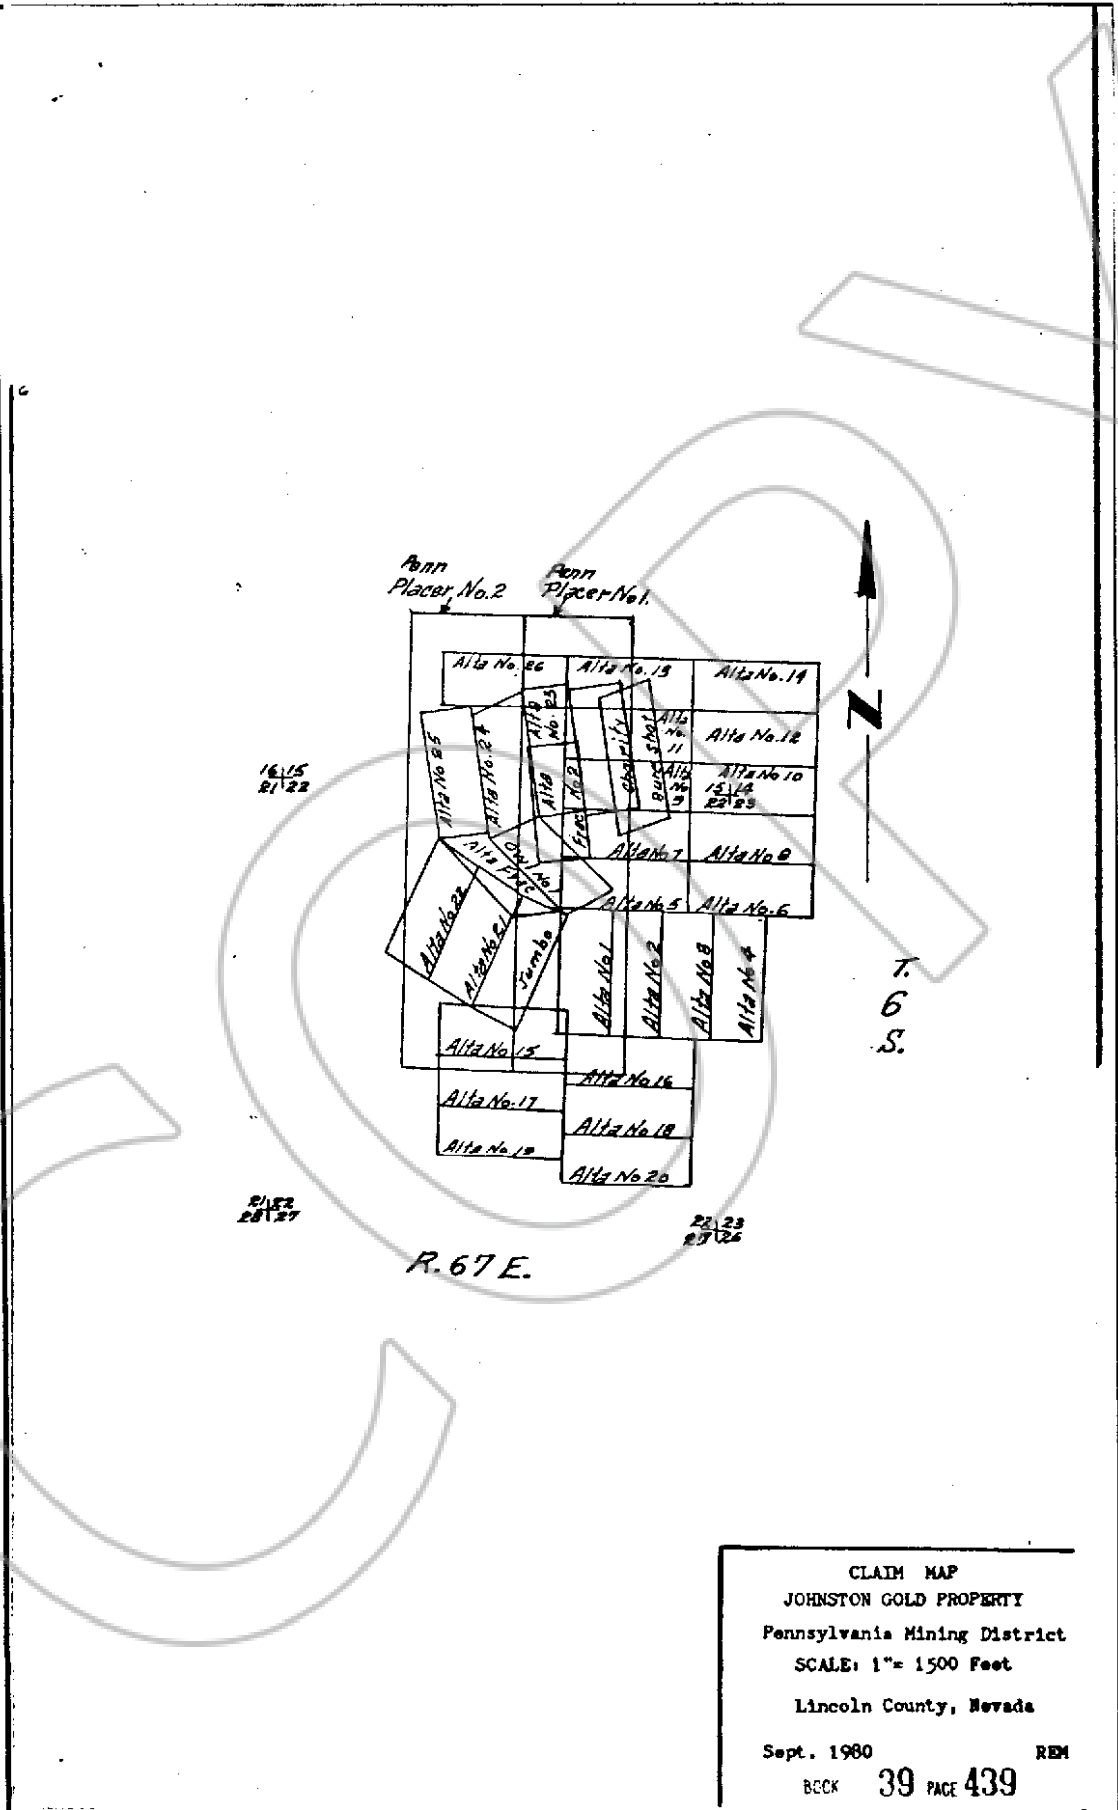 Penn
Placer No.2
Penn
Placer No1.
Alta No. 26
Alta No. 13
Alta No. 14
Alta No. 25
Alta No. 24
Alta No. 23
Charity
Buckshot
Alta No. 11
Alta No. 12
16 15
21 22
Alta
Frac. No 2
Alta No 9
Alta No 10
15 14
22 23
Alta No 7
Alta No 8
Alta Frac
No 1
Alta No 5
Alta No. 6
Alta No 22
Alta No 21
Jumbo
Alta No 1
Alta No 2
Alta No 3
Alta No 4
T.
6
S.
N
Alta No 15
Alta No 16
Alta No. 17
Alta No 18
Alta No. 19
Alta No 20
21 22
28 27
22 23
27 26
R. 67 E.
COPY
CLAIM MAP
JOHNSTON GOLD PROPERTY
Pennsylvania Mining District
SCALE: 1"= 1500 Feet
Lincoln County, Nevada
Sept. 1980 REM
BOOK 39 PAGE 439